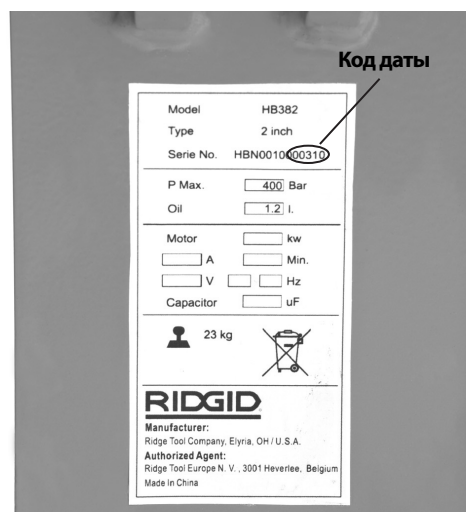 Код даты
Model HB382
Type 2 inch
Serie No. HBN0010000310
P Max. 400 Bar
Oil 1.2 l.
Motor kw
A Min.
V Hz
Capacitor uF
23 kg
RIDGID
Manufacturer:
Ridge Tool Company, Elyria, OH / U.S.A.
Authorized Agent:
Ridge Tool Europe N. V. , 3001 Heverlee, Belgium
Made In China